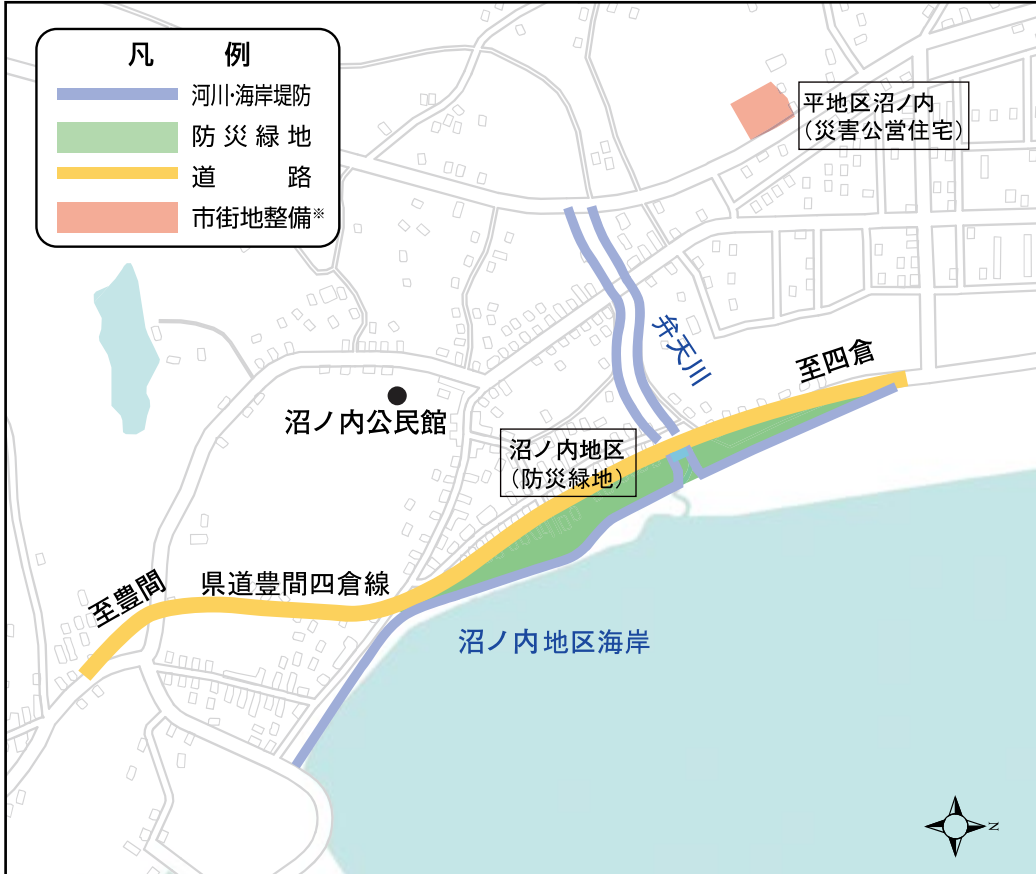 凡 例
河川・海岸堤防
防災緑地
道 路
市街地整備※
平地区沼ノ内
(災害公営住宅)
弁天川
至四倉
沼ノ内公民館
沼ノ内地区
(防災緑地)
至豊間
県道豊間四倉線
沼ノ内地区海岸
N